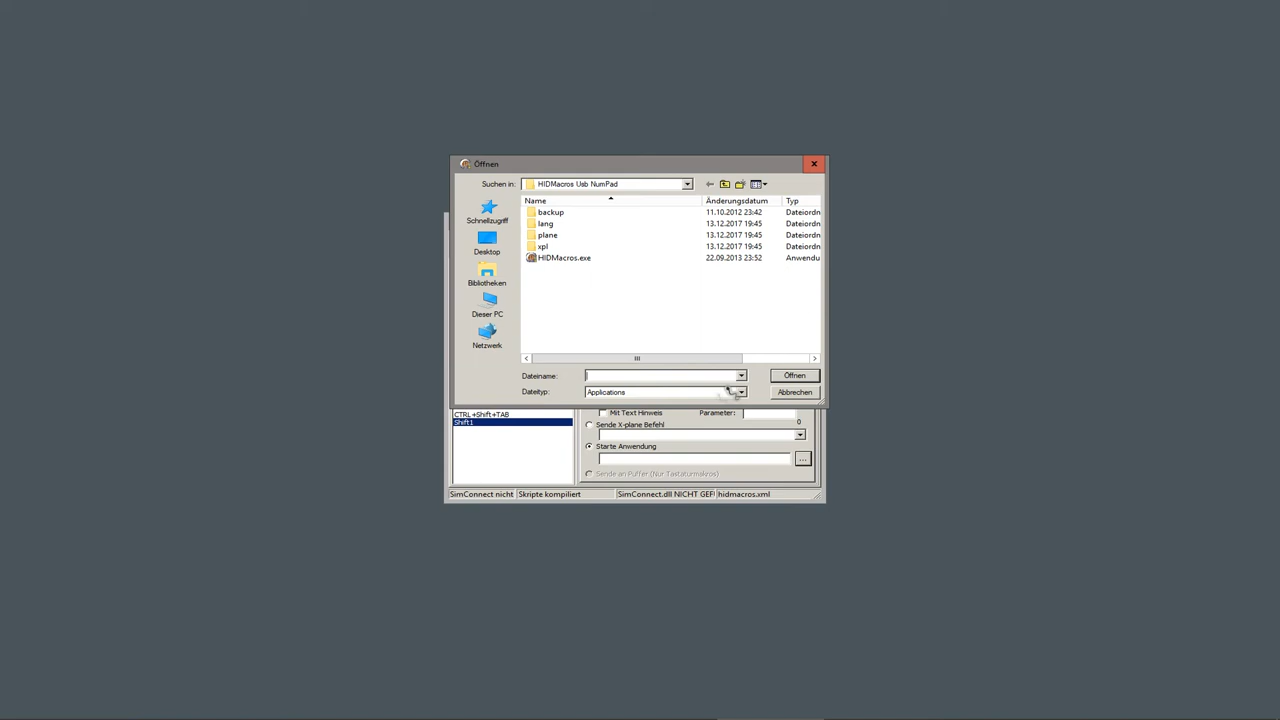 Öffnen
Suchen in: HIDMacros Usb NumPad
Name Änderungsdatum Typ
backup 11.10.2012 23:42 Dateiordn
lang 13.12.2017 19:45 Dateiordn
plane 13.12.2017 19:45 Dateiordn
xpl 13.12.2017 19:45 Dateiordn
HIDMacros.exe 22.09.2013 23:52 Anwendu
Schnellzugriff
Desktop
Bibliotheken
Dieser PC
Netzwerk
Dateiname: Öffnen
Dateityp: Applications Abbrechen
CTRL+Shift+TAB
Shift1
Mit Text Hinweis Parameter:
0
Sende X-plane Befehl
Starte Anwendung
...
Sende an Puffer (Nur Tastaturmakros)
SimConnect nicht Skripte kompiliert SimConnect.dll NICHT GEF hidmacros.xml